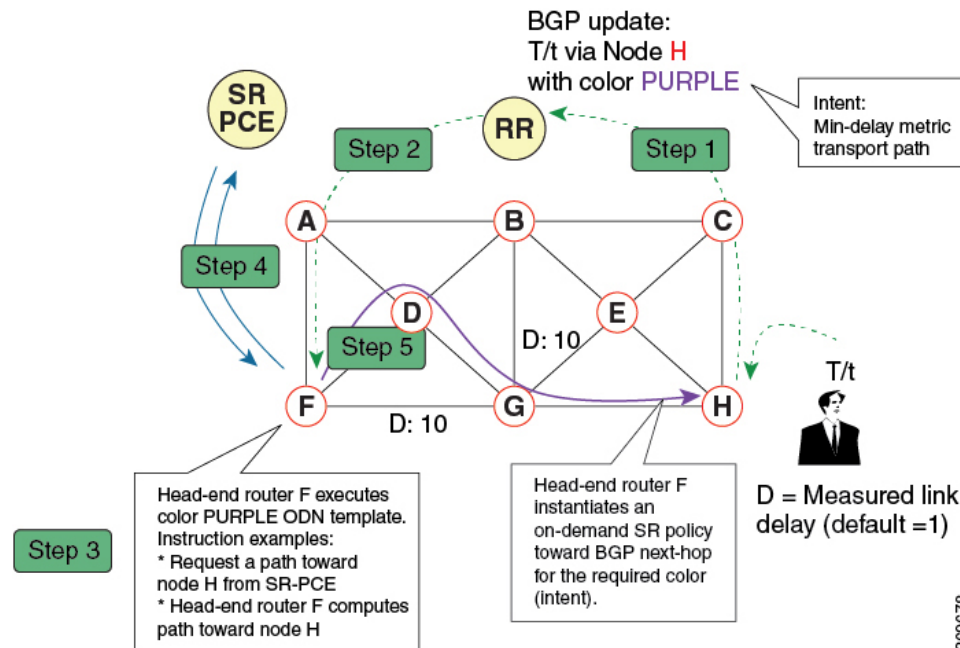 BGP update:
T/t via Node H
with color PURPLE
Intent:
Min-delay metric
transport path
SR
PCE
RR
Step 2
Step 1
A
B
C
Step 4
D
E
Step 5
D: 10
T/t
F
G
H
D: 10
Head-end router F executes
color PURPLE ODN template.
Instruction examples:
* Request a path toward
node H from SR-PCE
* Head-end router F computes
path toward node H
Step 3
Head-end router F
instantiates an
on-demand SR policy
toward BGP next-hop
for the required color
(intent).
D = Measured link
delay (default =1)